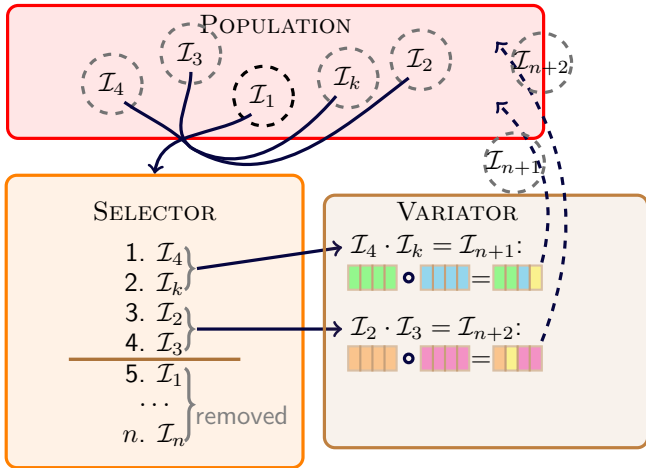 POPULATION
I₄
I₃
I₁
Iₖ
I₂
Iₙ₊₂
Iₙ₊₁
SELECTOR
1. I₄
2. Iₖ
3. I₂
4. I₃
5. I₁
...
n. Iₙ
removed
VARIATOR
I₄ · Iₖ = Iₙ₊₁:
=
I₂ · I₃ = Iₙ₊₂:
=